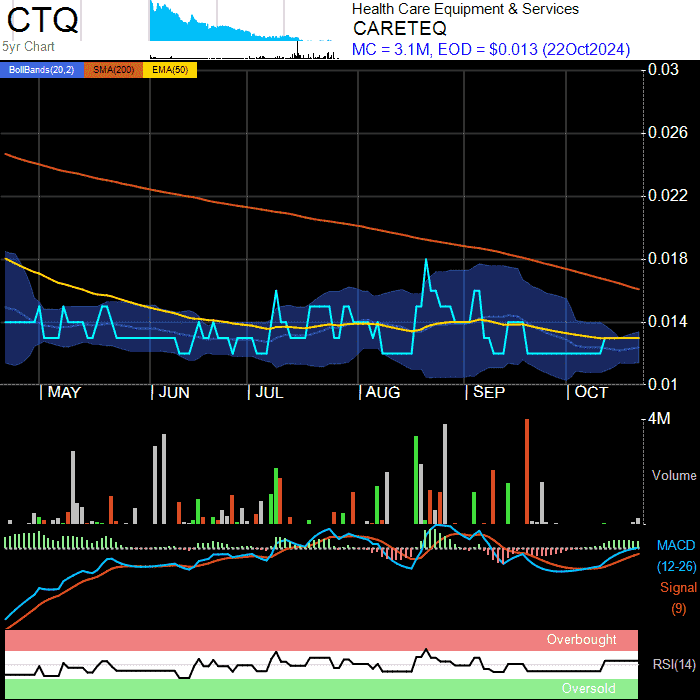 CTQ
5yr Chart
Health Care Equipment & Services
CARETEQ
MC = 3.1M, EOD = $0.013 (22Oct2024)
BollBands(20,2) SMA(200) EMA(50)
0.03
0.026
0.022
0.018
0.014
0.01
MAY JUN JUL AUG SEP OCT
4M
Volume
MACD
(12-26)
Signal
(9)
Overbought
RSI(14)
Oversold